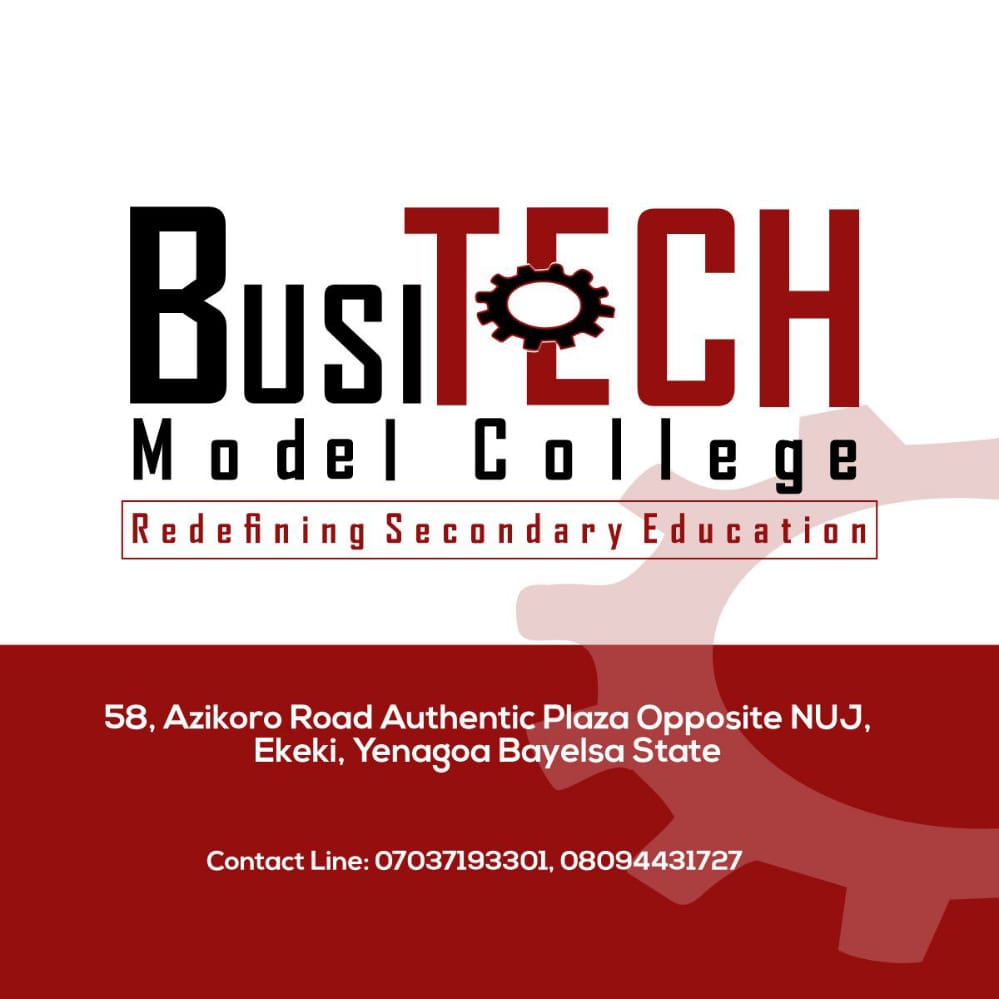 BusiTECH
Model College
Redefining Secondary Education
58, Azikoro Road Authentic Plaza Opposite NUJ,
Ekeki, Yenagoa Bayelsa State
Contact Line: 07037193301, 08094431727